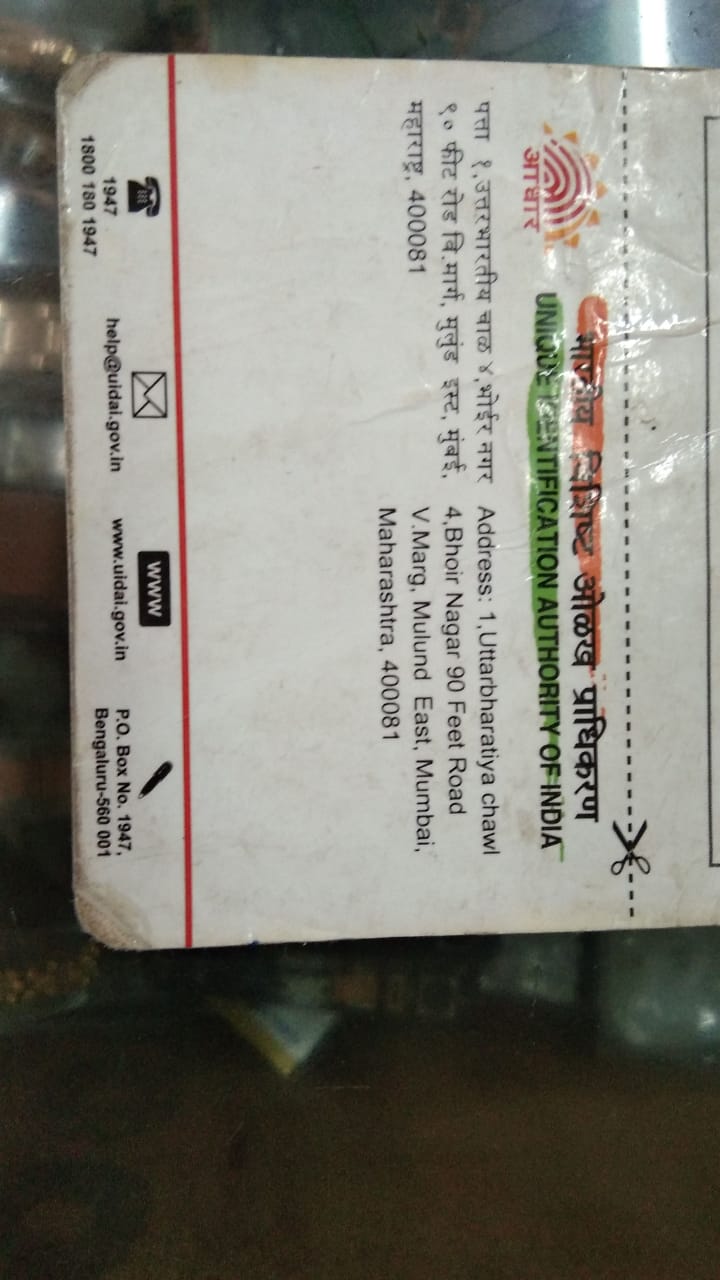 आधार
भारतीय विशिष्ट ओळख प्राधिकरण
UNIQUE IDENTIFICATION AUTHORITY OF INDIA
पत्ता १,उत्तरभारतीय चाळ ४,भोईर नगर
९० फीट रोड वि.मार्ग, मुलुंड इस्ट, मुंबई,
महाराष्ट्र, 400081
Address: 1,Uttarbharatiya chawl
4,Bhoir Nagar 90 Feet Road
V.Marg, Mulund East, Mumbai,
Maharashtra, 400081
1947
1800 180 1947
help@uidai.gov.in
www
www.uidai.gov.in
P.O. Box No. 1947,
Bengaluru-560 001